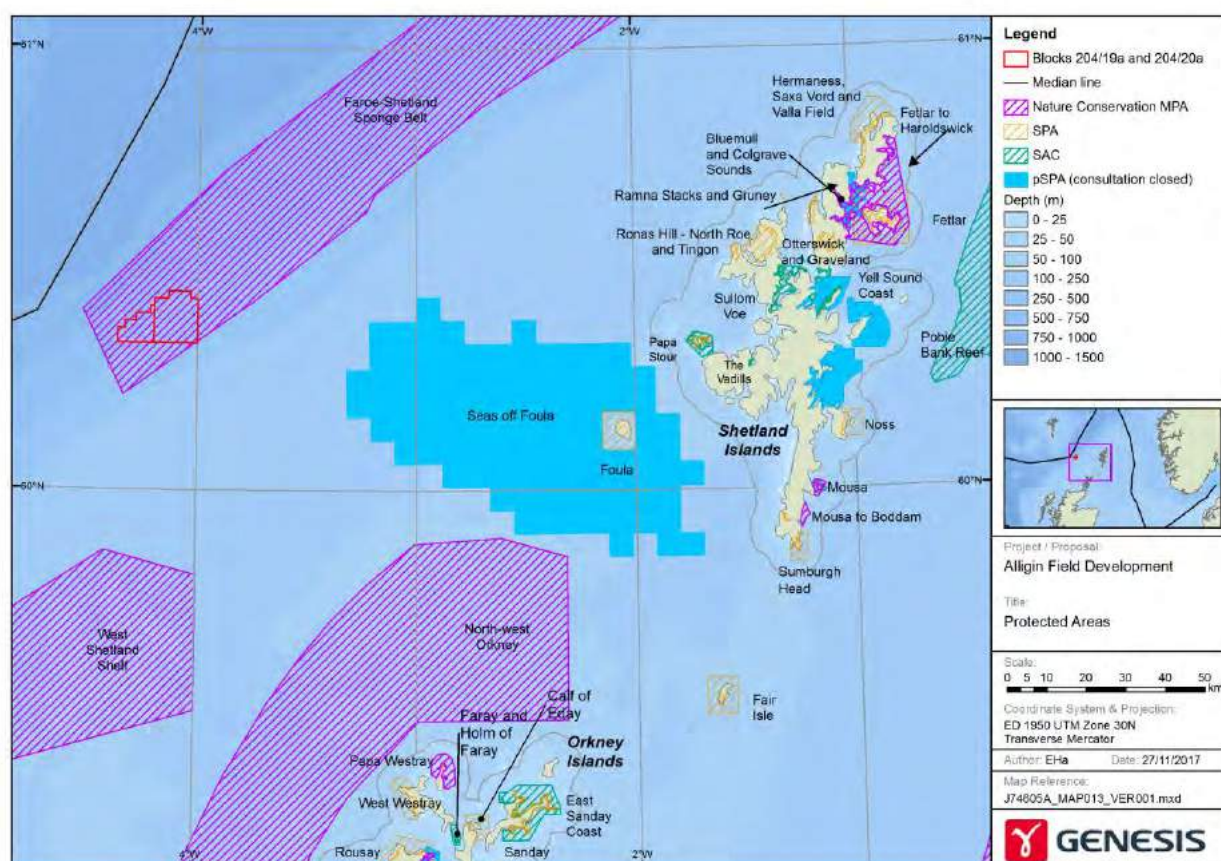 4°W
2°W
61°N
61°N
Faroe-Shetland
Sponge Belt
Hermaness,
Saxa Vord and
Valla Field
Fetlar to
Haroldswick
Bluemull
and Colgrave
Sounds
Ramna Stacks and Gruney
Fetlar
Ronas Hill - North Roe
and Tingon
Otterswick
and Graveland
Yell Sound
Coast
Sullom
Voe
Pobie
Bank Reef
Papa
Stour
The
Vadills
Seas off Foula
Shetland
Islands
Noss
Foula
60°N
60°N
Mousa
Mousa to Boddam
Sumburgh
Head
West
Shetland
Shelf
North-west
Orkney
Fair
Isle
Calf of
Eday
Faray and
Holm of
Faray
Orkney
Islands
Papa Westray
West Westray
East
Sanday
Coast
Rousay
Sanday
4°W
2°W
Legend
Blocks 204/19a and 204/20a
Median line
Nature Conservation MPA
SPA
SAC
pSPA (consultation closed)
Depth (m)
0 - 25
25 - 50
50 - 100
100 - 250
250 - 500
500 - 750
750 - 1000
1000 - 1500
Project / Proposal:
Alligin Field Development
Title:
Protected Areas
Scale:
0 5 10 20 30 40 50
km
Coordinate System & Projection:
ED 1950 UTM Zone 30N
Transverse Mercator
Author: EHa Date: 27/11/2017
Map Reference:
J74805A_MAP013_VER001.mxd
GENESIS